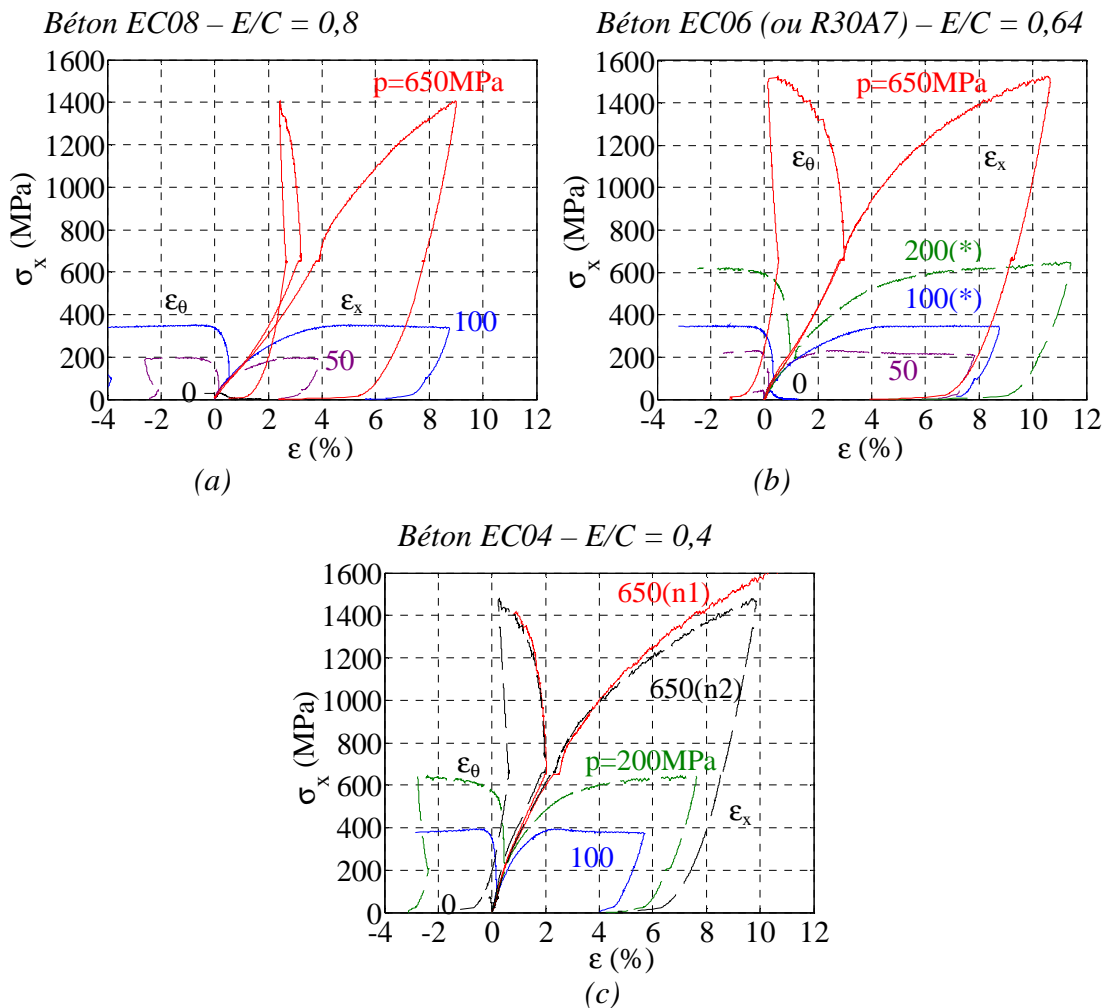 Béton EC08 – E/C = 0,8
1600
1400
1200
1000
800
600
400
200
0
σx (MPa)
p=650MPa
εθ
εx
100
50
0
-4 -2 0 2 4 6 8 10 12
ε (%)
(a)
Béton EC06 (ou R30A7) – E/C = 0,64
1600
1400
1200
1000
800
600
400
200
0
σx (MPa)
p=650MPa
εθ
εx
200(*)
100(*)
50
0
-4 -2 0 2 4 6 8 10 12
ε (%)
(b)
Béton EC04 – E/C = 0,4
1600
1400
1200
1000
800
600
400
200
0
σx (MPa)
650(n1)
650(n2)
p=200MPa
εθ
εx
100
0
-4 -2 0 2 4 6 8 10 12
ε (%)
(c)